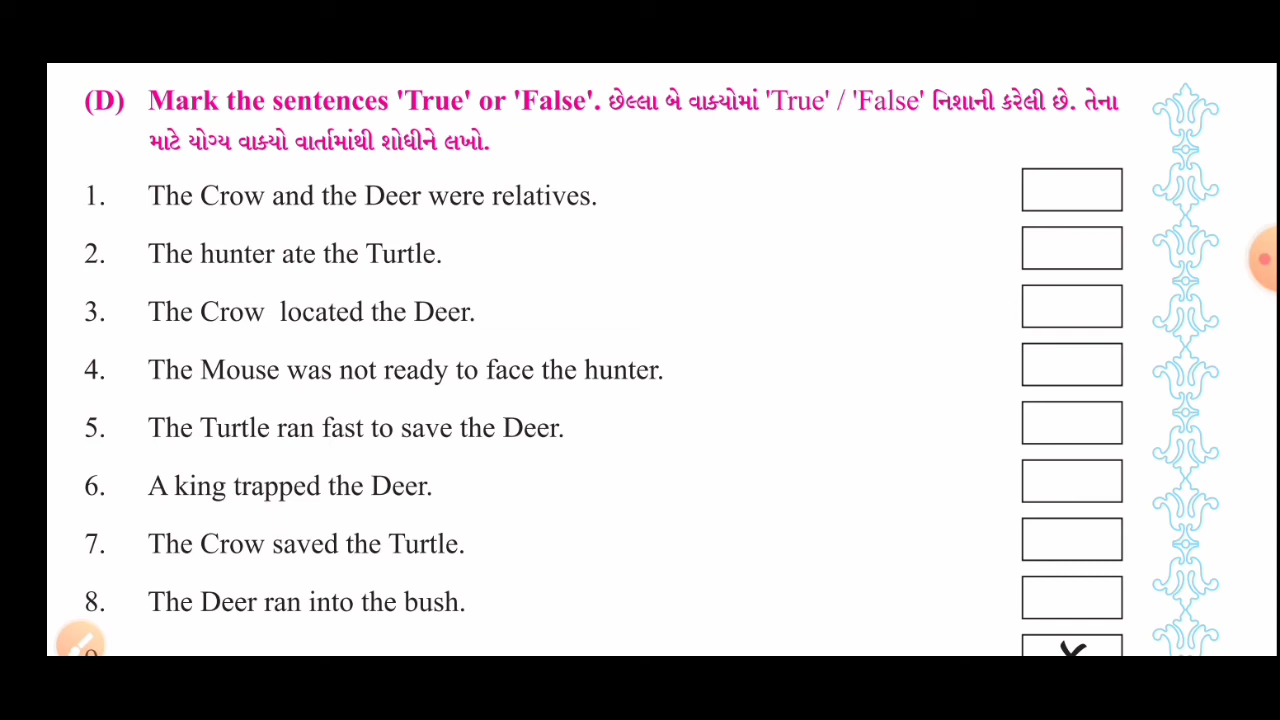 (D) Mark the sentences 'True' or 'False'. છેલ્લા બે વાક્યોમાં 'True' / 'False' નિશાની કરેલી છે. તેના
માટે યોગ્ય વાક્યો વાર્તામાંથી શોધીને લખો.
1. The Crow and the Deer were relatives.
2. The hunter ate the Turtle.
3. The Crow located the Deer.
4. The Mouse was not ready to face the hunter.
5. The Turtle ran fast to save the Deer.
6. A king trapped the Deer.
7. The Crow saved the Turtle.
8. The Deer ran into the bush.